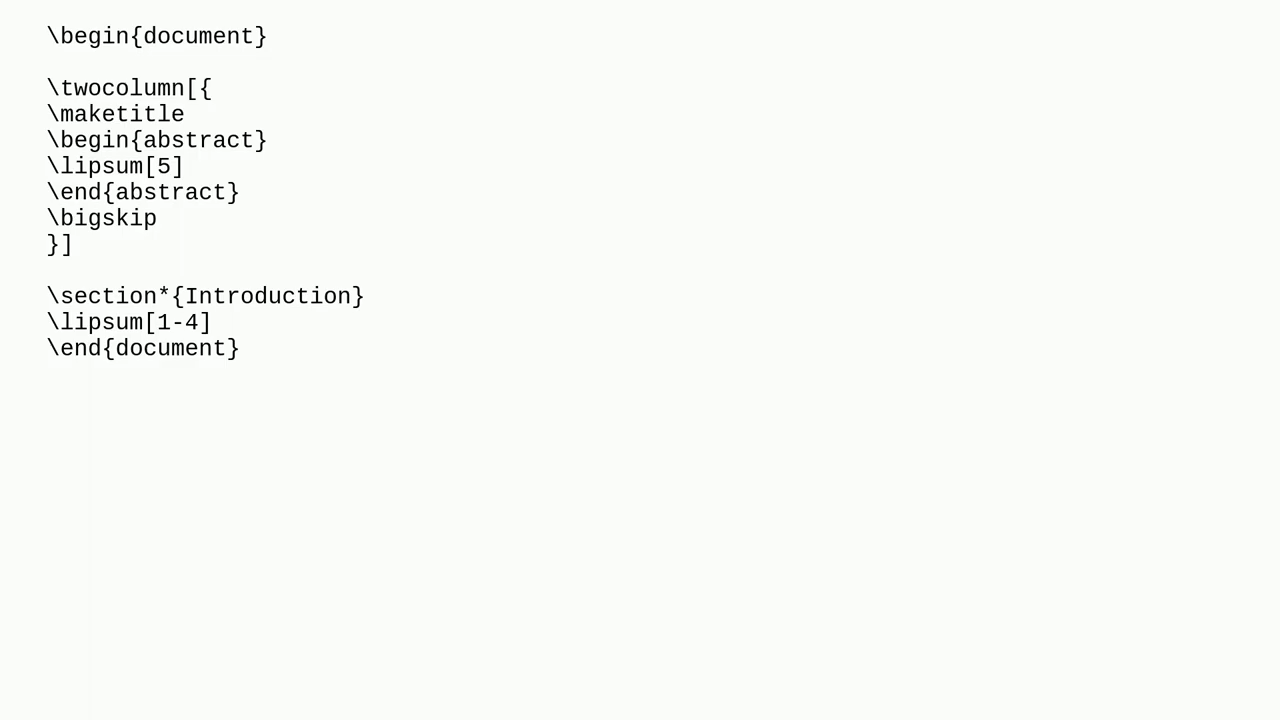 \begin{document}

\twocolumn[{
\maketitle
\begin{abstract}
\lipsum[5]
\end{abstract}
\bigskip
}]

\section*{Introduction}
\lipsum[1-4]
\end{document}